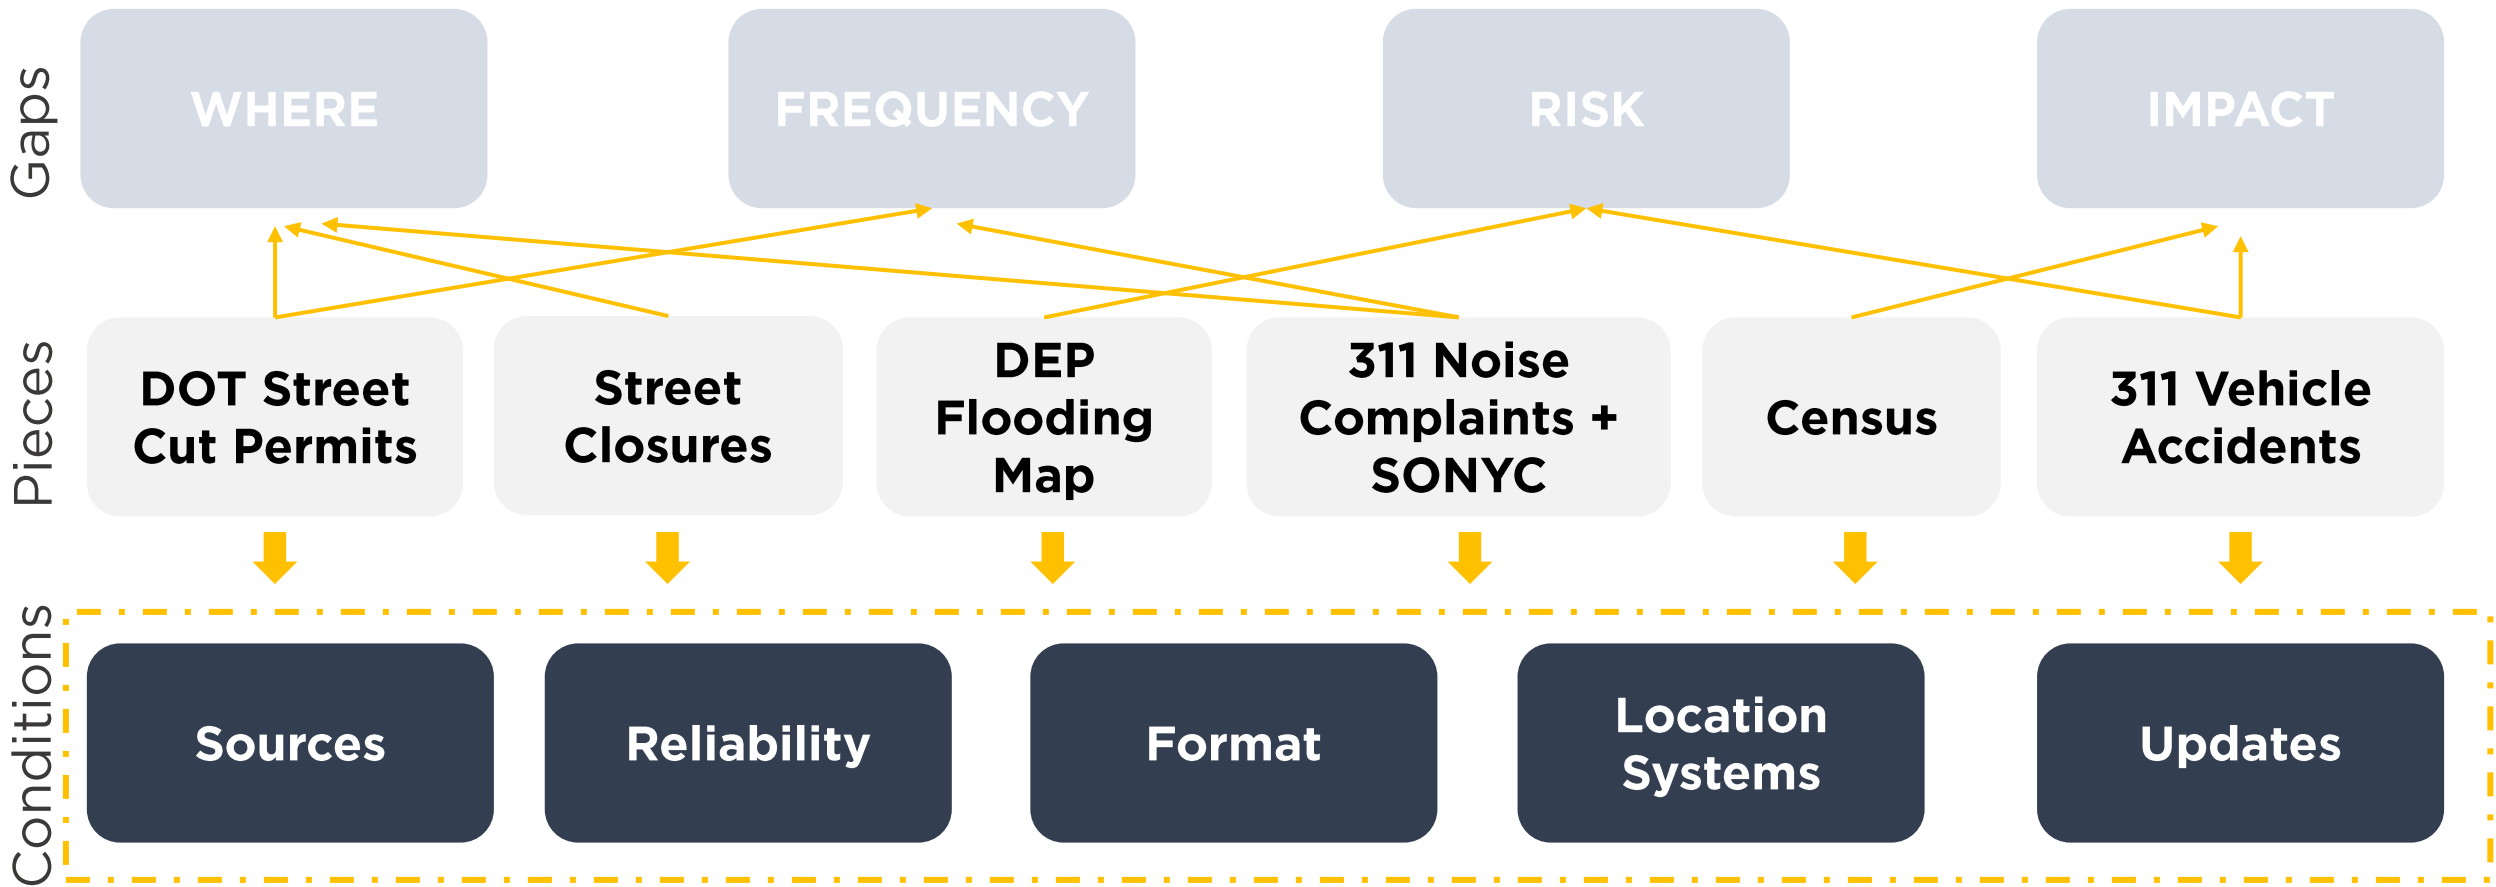 Gaps
WHERE
FREQUENCY
RISK
IMPACT
Pieces
DOT Street
Cut Permits
Street
Closures
DEP
Flooding
Map
311 Noise
Complaints +
SONYC
Census
311 Vehicle
Accidents
Conditions
Sources
Reliability
Format
Location
Systems
Updates